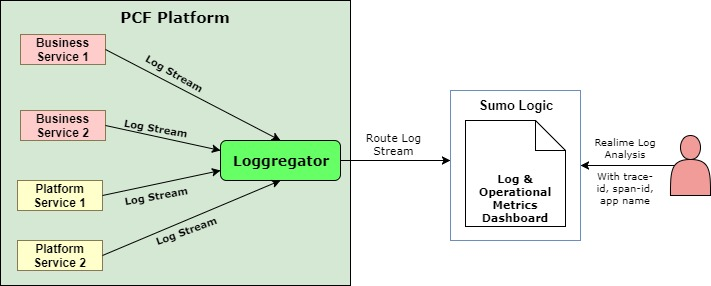 PCF Platform
Business
Service 1
Log Stream
Business
Service 2
Log Stream
Loggregator
Platform
Service 1
Log Stream
Platform
Service 2
Log Stream
Route Log
Stream
Sumo Logic
Log &
Operational
Metrics
Dashboard
Realime Log
Analysis
With trace-
id, span-id,
app name